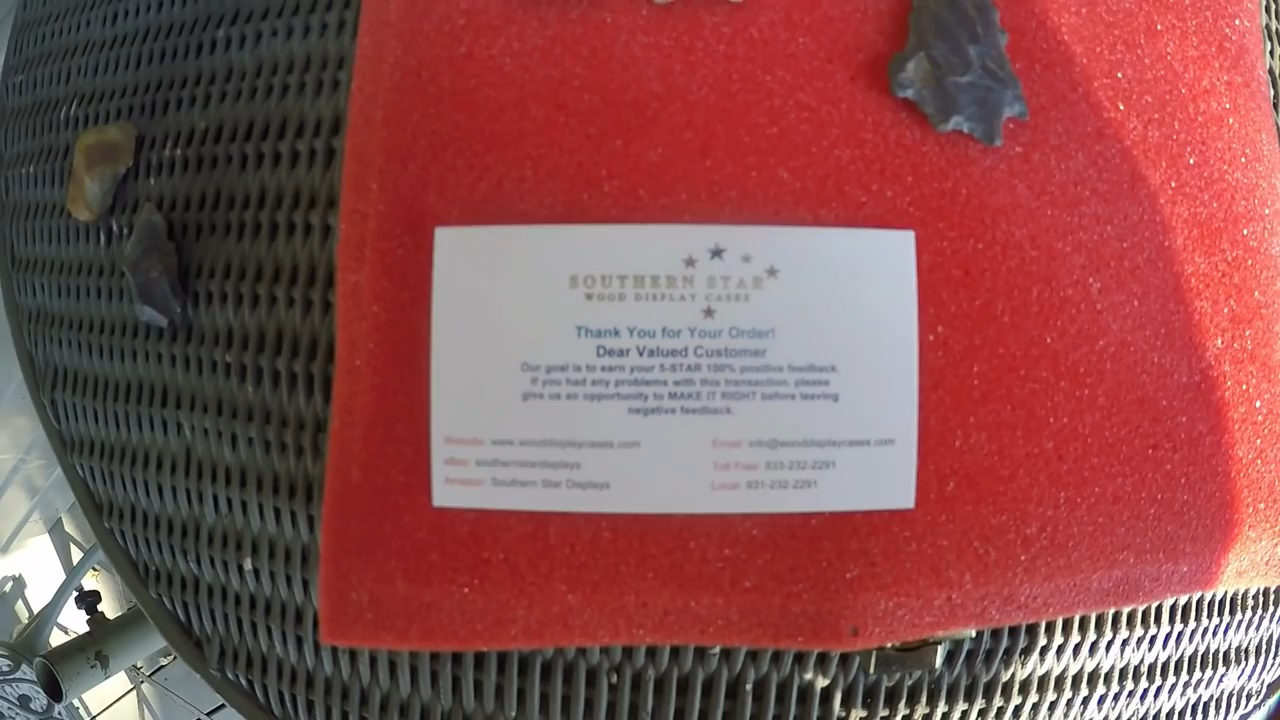 SOUTHERN STAR
WOOD DISPLAY CASES
Thank You for Your Order!
Dear Valued Customer
Our goal is to earn your 5-STAR 100% positive feedback.
If you had any problems with this transaction, please
give us an opportunity to MAKE IT RIGHT before leaving
negative feedback.
Website: www.wooddisplaycases.com
Email: info@wooddisplaycases.com
eBay: southernstardisplays
Toll Free: 833-232-2291
Amazon: Southern Star Displays
Local: 931-232-2291